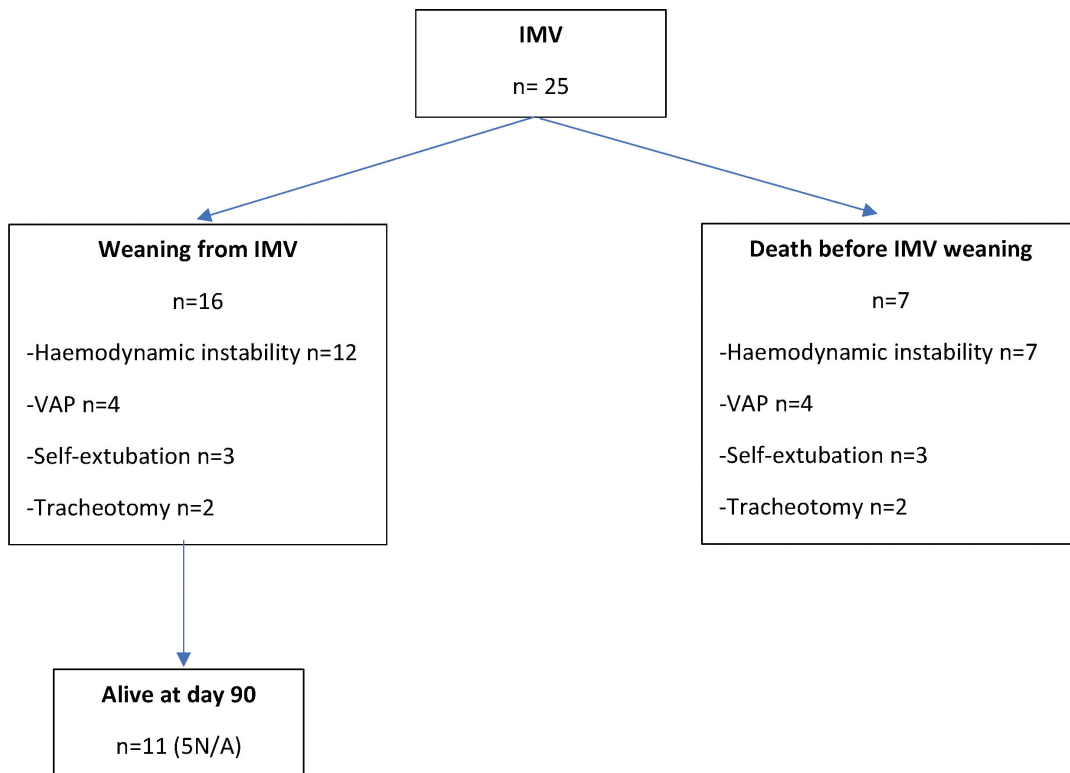 IMV
n= 25
Weaning from IMV
n=16
-Haemodynamic instability n=12
-VAP n=4
-Self-extubation n=3
-Tracheotomy n=2
Death before IMV weaning
n=7
-Haemodynamic instability n=7
-VAP n=4
-Self-extubation n=3
-Tracheotomy n=2
Alive at day 90
n=11 (5N/A)